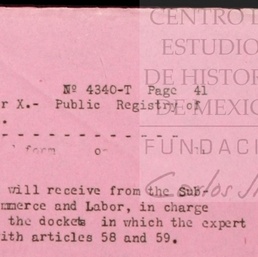 CENTRO
ESTUDIO
DE HISTOR
DE MEXIC
FUNDACI
Nº 4340-T Page 41
r X.- Public Registry of
will receive from the Sub-
mmerce and Labor, in charge
the dockets in which the expert
ith articles 58 and 59.